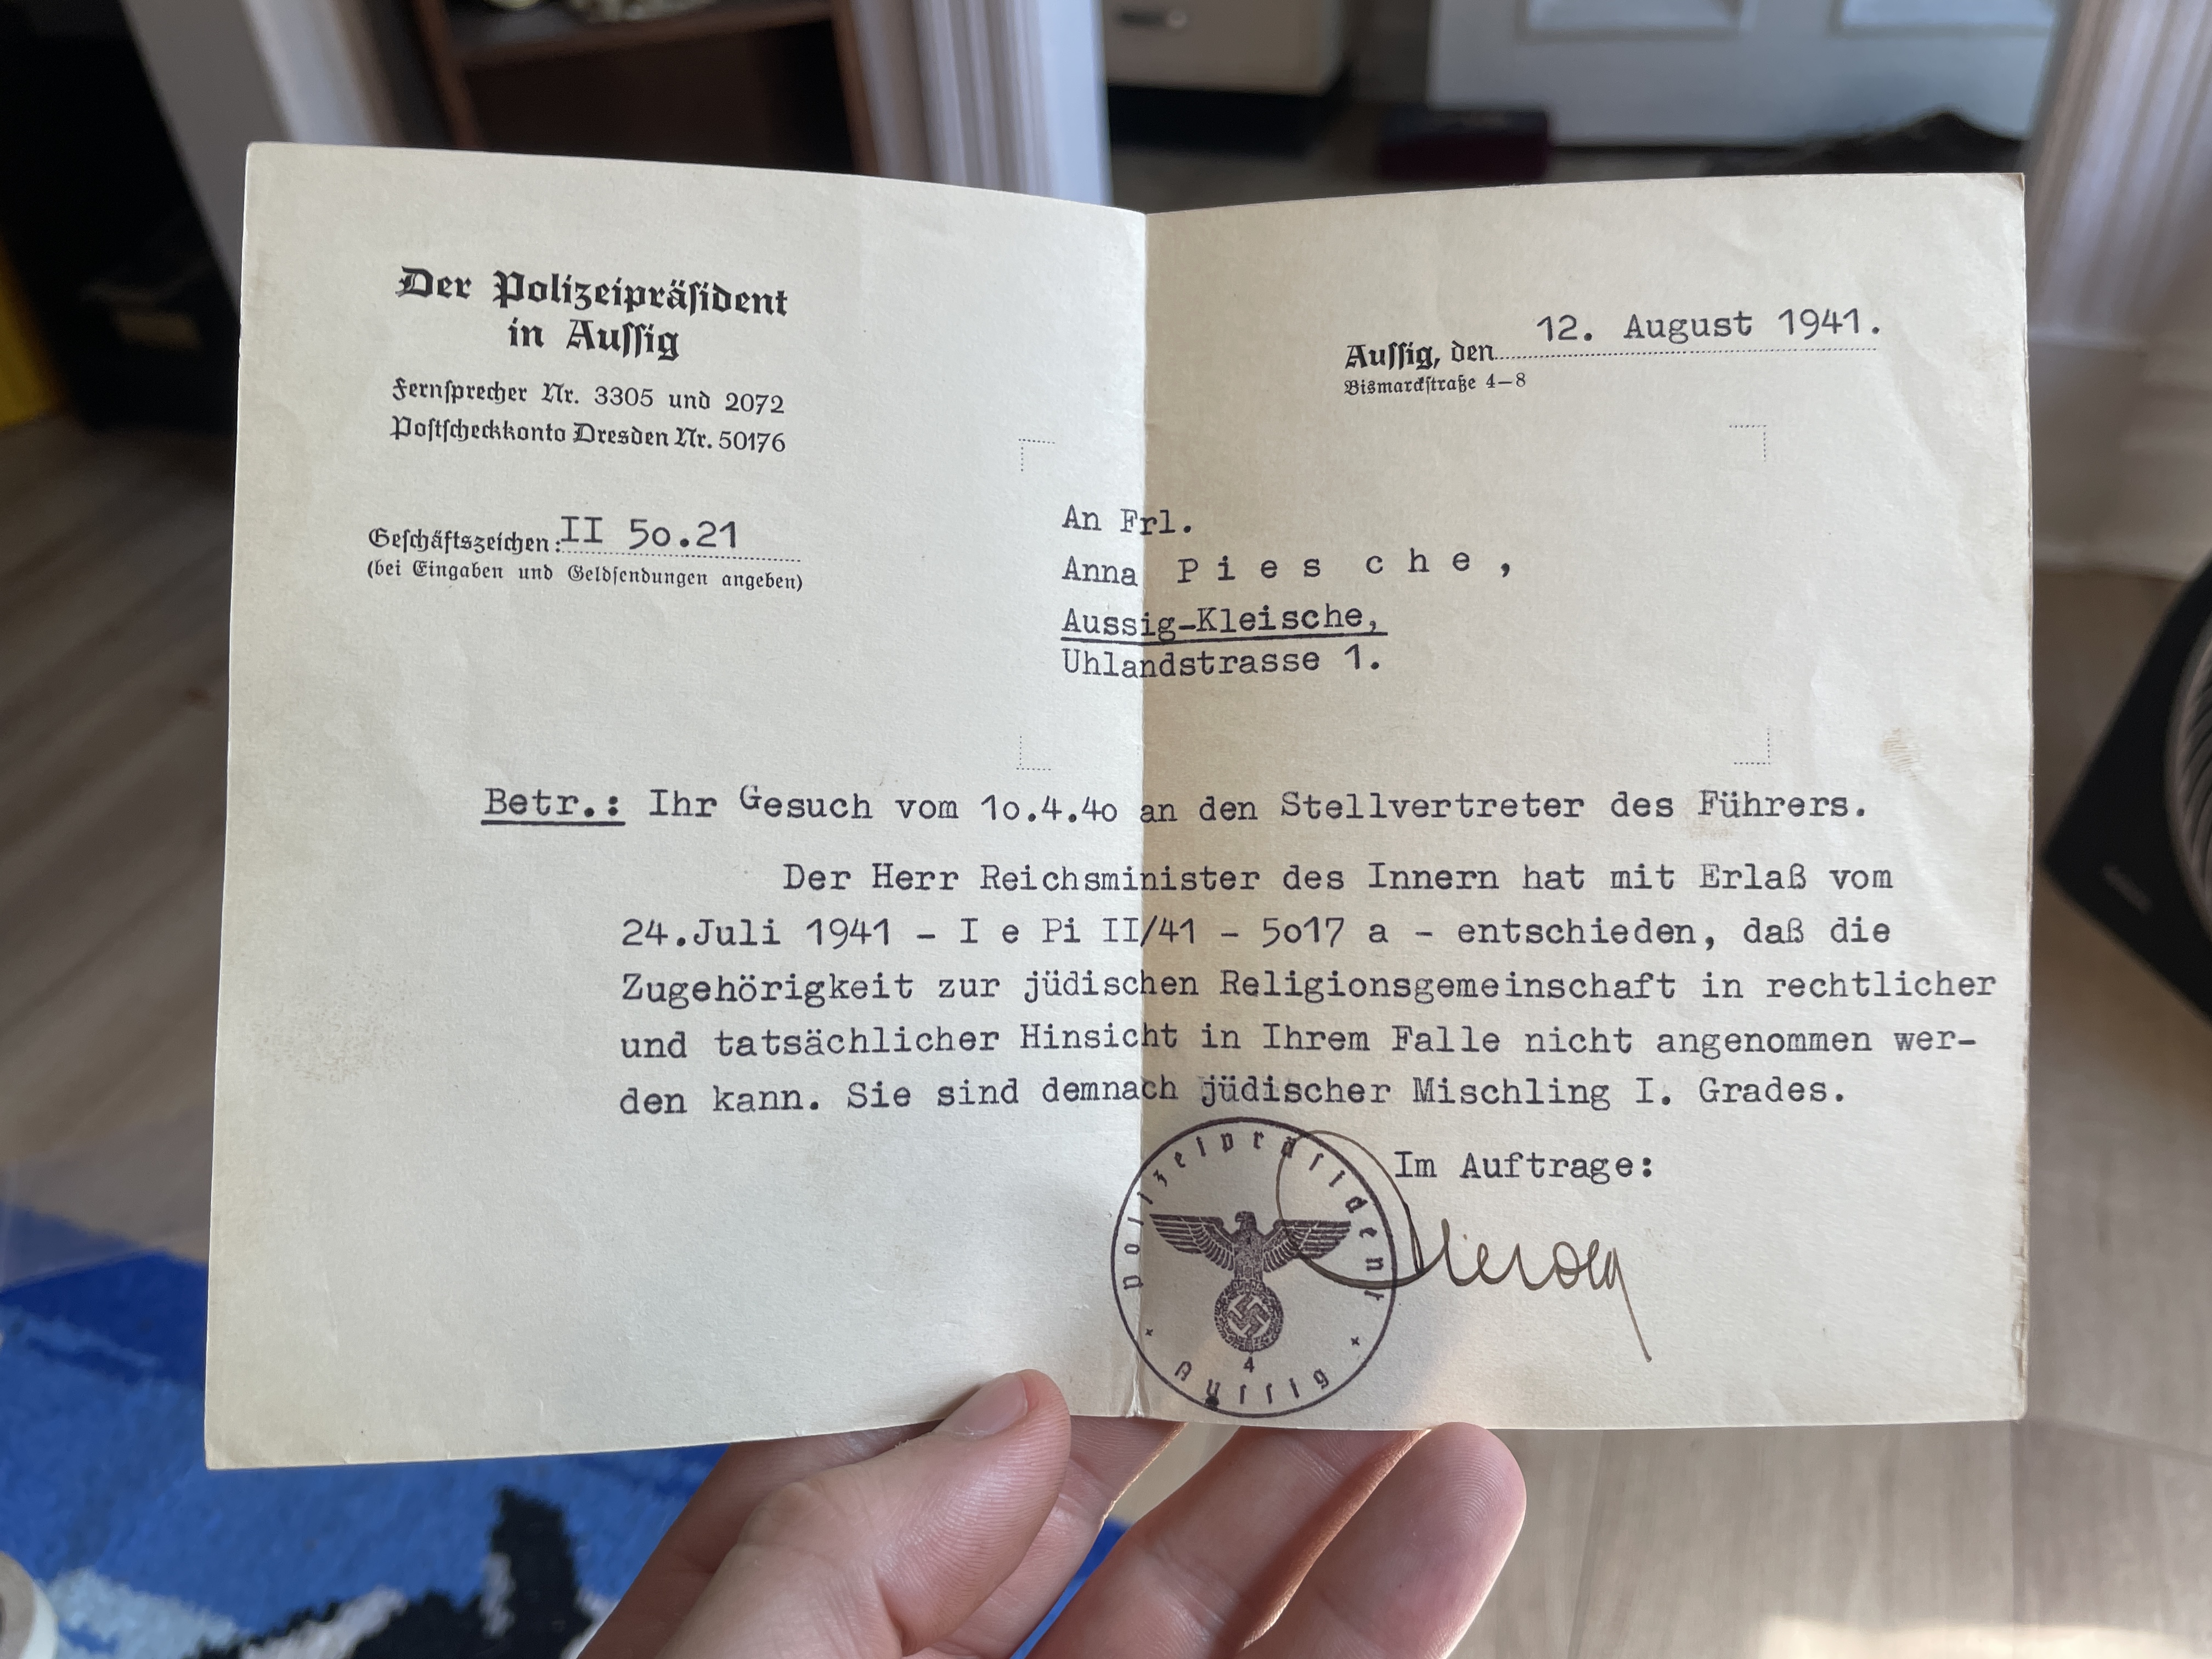 Der Polizeipräsident
in Aussig
Fernsprecher Nr. 3305 und 2072
Postscheckkonto Dresden Nr. 50176
Aussig, den 12. August 1941.
Bismarckstraße 4–8
Geschäftszeichen: II 5o.21
(bei Eingaben und Geldsendungen angeben)
An Frl.
Anna P i e s c h e ,
Aussig-Kleische,
Uhlandstrasse 1.
Betr.: Ihr Gesuch vom 1o.4.4o an den Stellvertreter des Führers.
Der Herr Reichsminister des Innern hat mit Erlaß vom
24.Juli 1941 - I e Pi II/41 - 5o17 a - entschieden, daß die
Zugehörigkeit zur jüdischen Religionsgemeinschaft in rechtlicher
und tatsächlicher Hinsicht in Ihrem Falle nicht angenommen wer-
den kann. Sie sind demnach jüdischer Mischling I. Grades.
Im Auftrage:
Polizeipräsident
4
Aussig